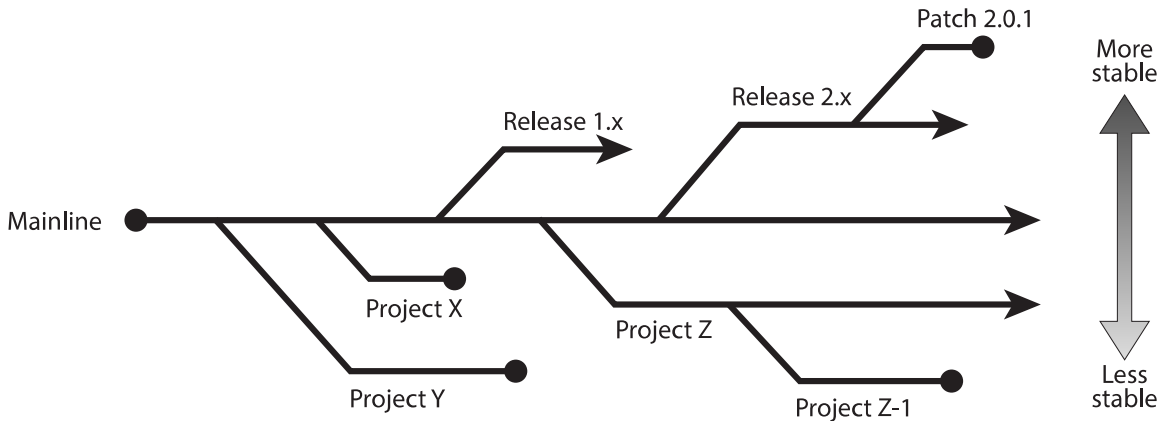 Patch 2.0.1
More
stable
Release 2.x
Release 1.x
Mainline
Project X
Project Z
Project Y
Project Z-1
Less
stable